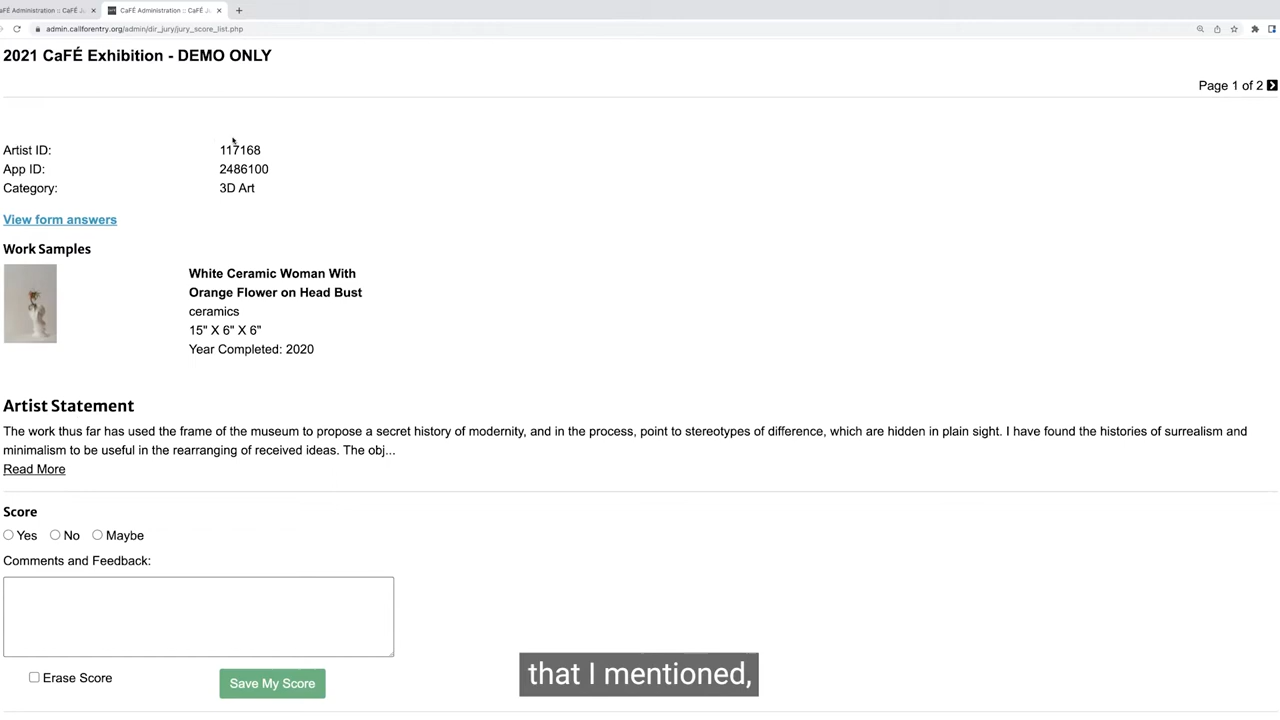 CaFÉ Administration :: CaFÉ J
admin.callforentry.org/admin/dir_jury/jury_score_list.php
2021 CaFÉ Exhibition - DEMO ONLY
Page 1 of 2
Artist ID: 117168
App ID: 2486100
Category: 3D Art
View form answers
Work Samples
White Ceramic Woman With
Orange Flower on Head Bust
ceramics
15" X 6" X 6"
Year Completed: 2020
Artist Statement
The work thus far has used the frame of the museum to propose a secret history of modernity, and in the process, point to stereotypes of difference, which are hidden in plain sight. I have found the histories of surrealism and
minimalism to be useful in the rearranging of received ideas. The obj...
Read More
Score
Yes No Maybe
Comments and Feedback:
Erase Score Save My Score
that I mentioned,